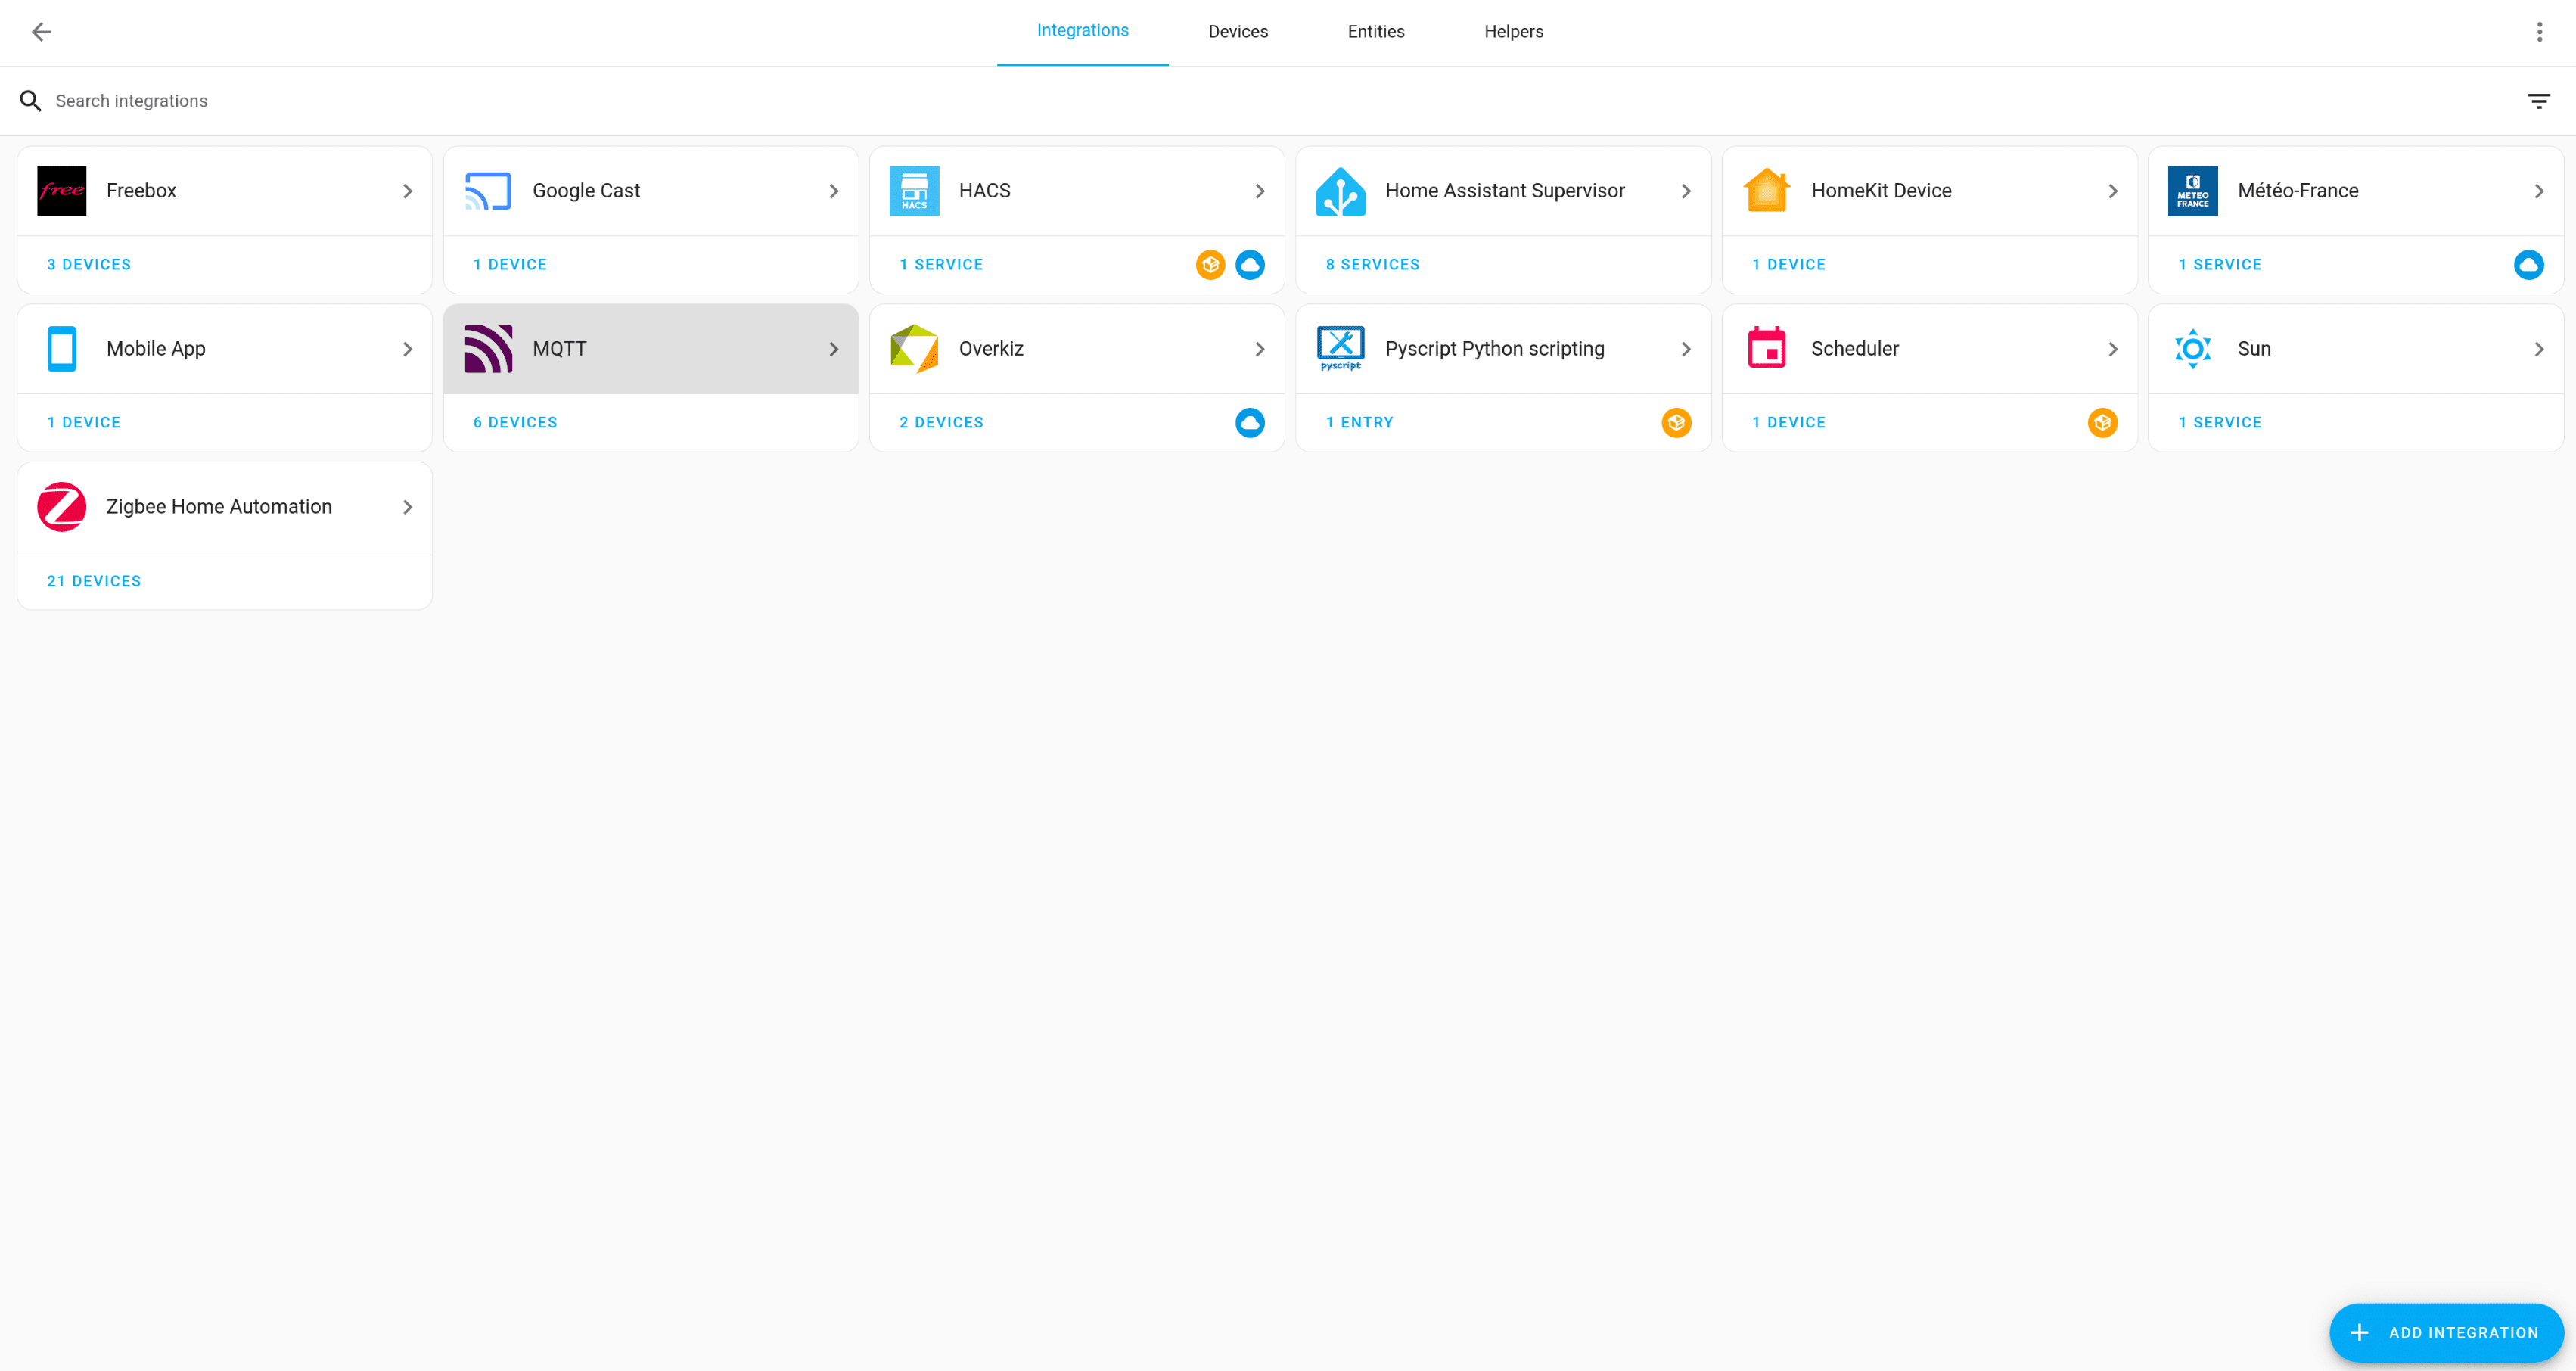 Integrations
Devices
Entities
Helpers
Search integrations
free
Freebox
Google Cast
HACS
HACS
Home Assistant Supervisor
HomeKit Device
METEO
FRANCE
Météo-France
3 DEVICES
1 DEVICE
1 SERVICE
8 SERVICES
1 DEVICE
1 SERVICE
Mobile App
MQTT
Overkiz
pyscript
Pyscript Python scripting
Scheduler
Sun
1 DEVICE
6 DEVICES
2 DEVICES
1 ENTRY
1 DEVICE
1 SERVICE
Zigbee Home Automation
21 DEVICES
ADD INTEGRATION